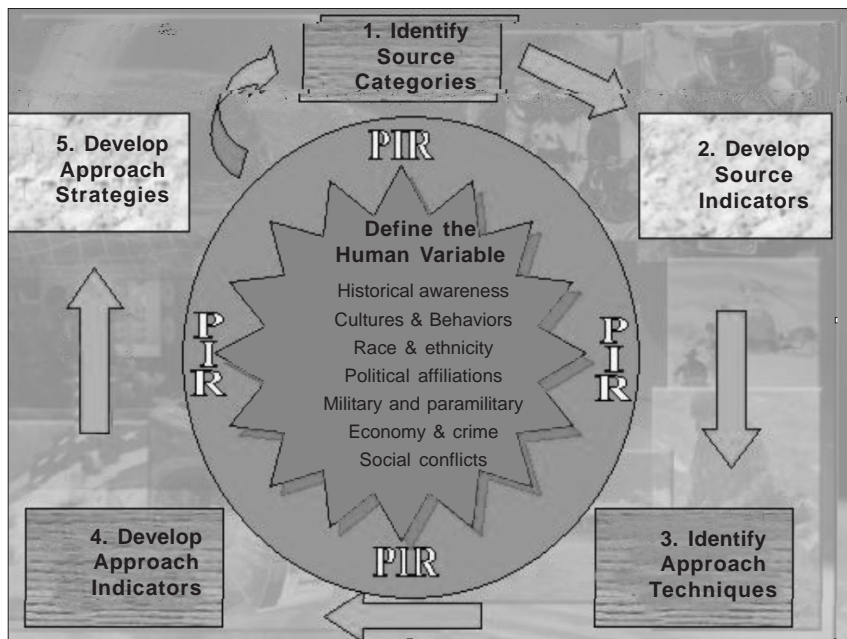 1. Identify
Source
Categories
2. Develop
Source
Indicators
3. Identify
Approach
Techniques
4. Develop
Approach
Indicators
5. Develop
Approach
Strategies
PIR
PIR
PIR
PIR
Define the
Human Variable
Historical awareness
Cultures & Behaviors
Race & ethnicity
Political affiliations
Military and paramilitary
Economy & crime
Social conflicts